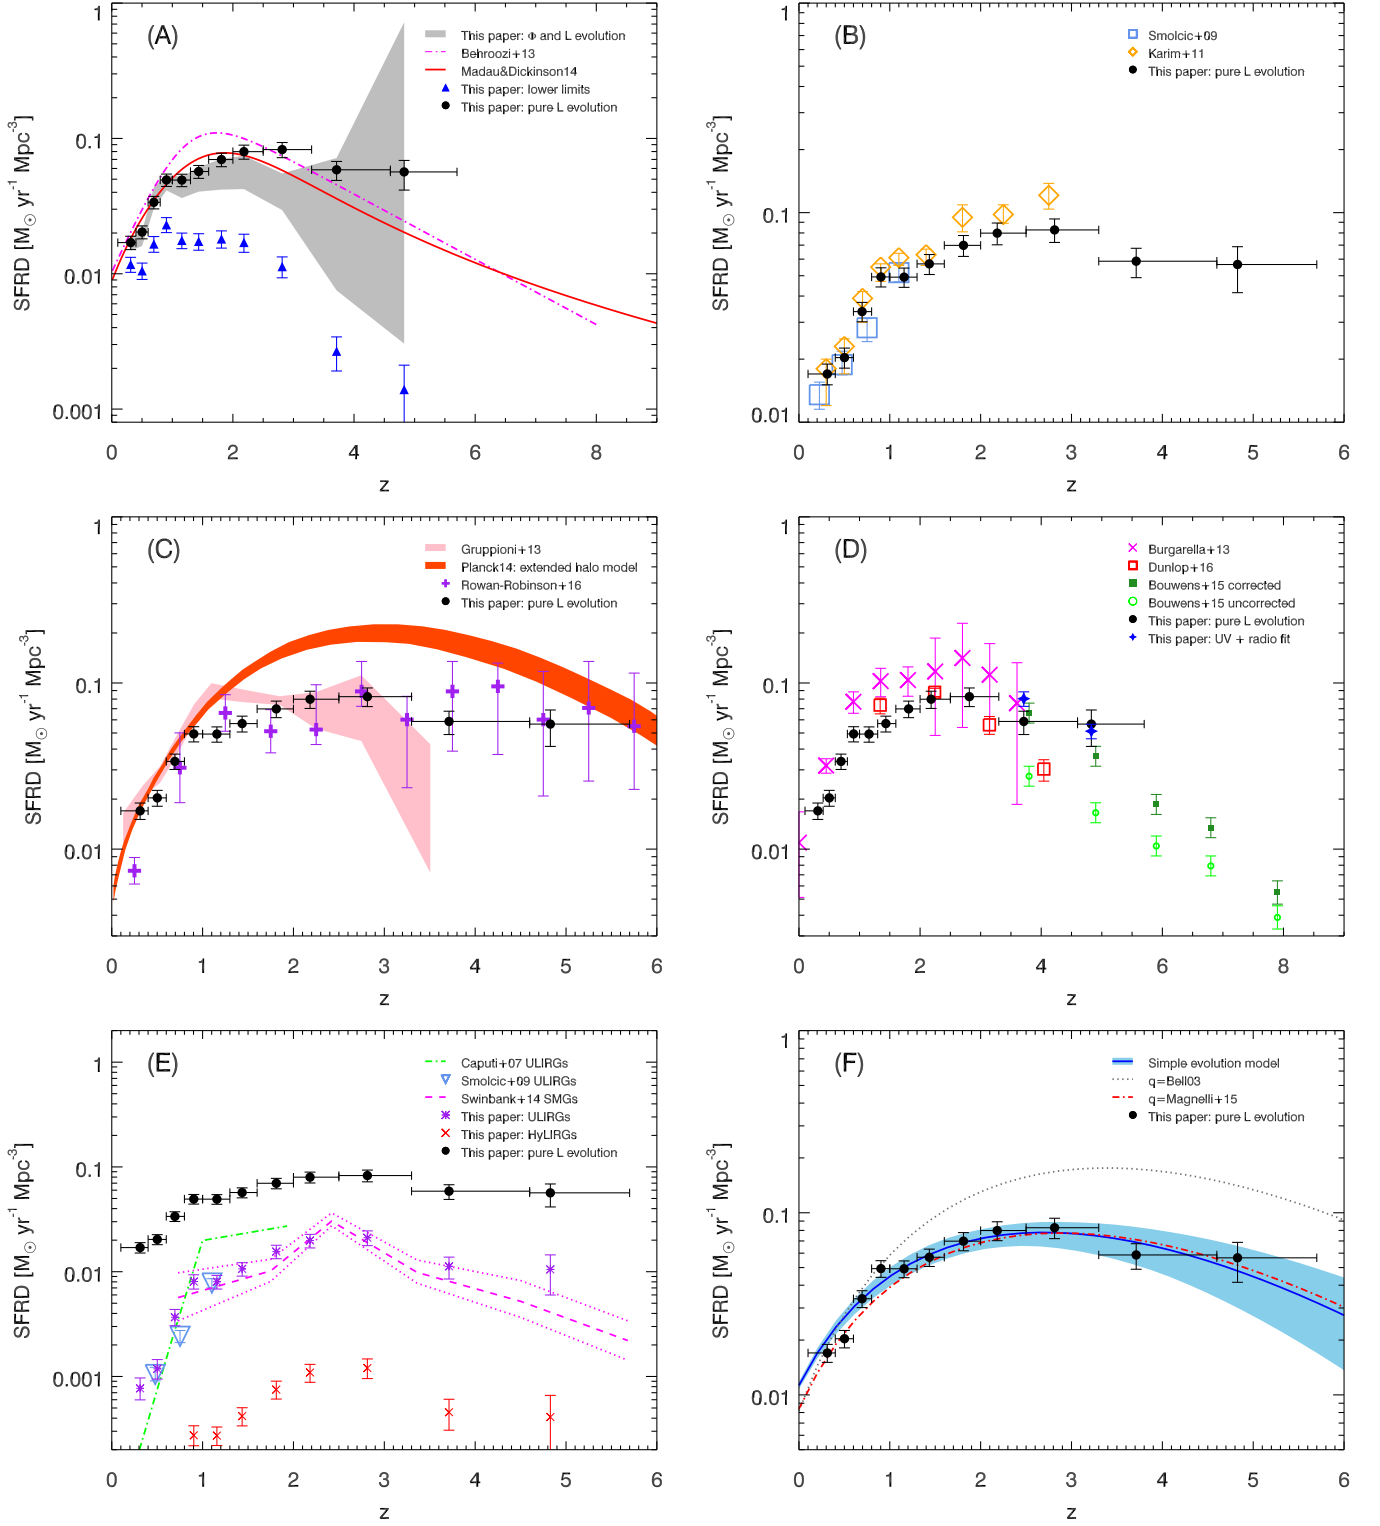 (A)
This paper: Φ and L evolution
Behroozi+13
Madau&Dickinson14
This paper: lower limits
This paper: pure L evolution
1
0.1
0.01
0.001
SFRD [M⊙ yr⁻¹ Mpc⁻³]
0 2 4 6 8
z
(B)
Smolcic+09
Karim+11
This paper: pure L evolution
1
0.1
0.01
SFRD [M⊙ yr⁻¹ Mpc⁻³]
0 1 2 3 4 5 6
z
(C)
Gruppioni+13
Planck14: extended halo model
Rowan-Robinson+16
This paper: pure L evolution
1
0.1
0.01
SFRD [M⊙ yr⁻¹ Mpc⁻³]
0 1 2 3 4 5 6
z
(D)
Burgarella+13
Dunlop+16
Bouwens+15 corrected
Bouwens+15 uncorrected
This paper: pure L evolution
This paper: UV + radio fit
1
0.1
0.01
SFRD [M⊙ yr⁻¹ Mpc⁻³]
0 2 4 6 8
z
(E)
Caputi+07 ULIRGs
Smolcic+09 ULIRGs
Swinbank+14 SMGs
This paper: ULIRGs
This paper: HyLIRGs
This paper: pure L evolution
1
0.1
0.01
0.001
SFRD [M⊙ yr⁻¹ Mpc⁻³]
0 1 2 3 4 5 6
z
(F)
Simple evolution model
q=Bell03
q=Magnelli+15
This paper: pure L evolution
1
0.1
0.01
SFRD [M⊙ yr⁻¹ Mpc⁻³]
0 1 2 3 4 5 6
z